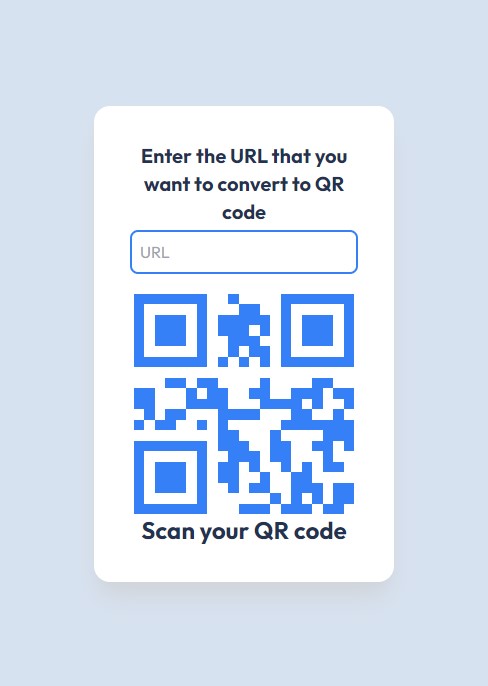 Enter the URL that you
want to convert to QR
code
URL
Scan your QR code